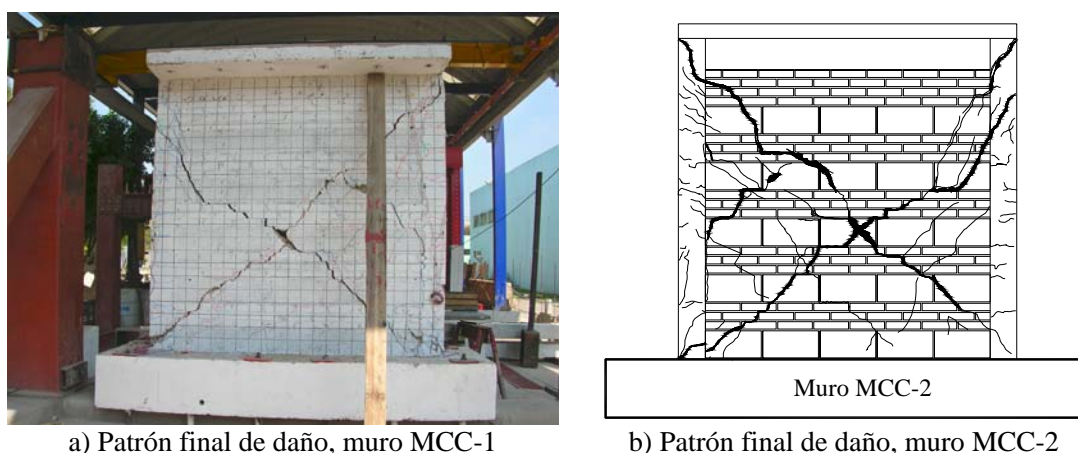 Muro MCC-2
a) Patrón final de daño, muro MCC-1
b) Patrón final de daño, muro MCC-2